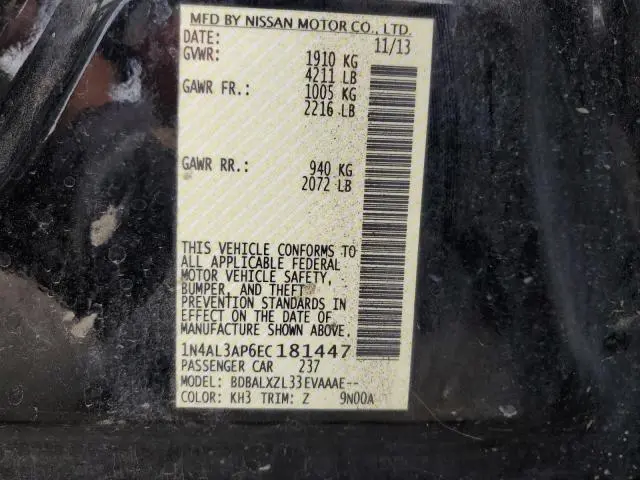 MFD BY NISSAN MOTOR CO., LTD.
DATE: 11/13
GVWR: 1910 KG
4211 LB
GAWR FR.: 1005 KG
2216 LB
GAWR RR.: 940 KG
2072 LB
THIS VEHICLE CONFORMS TO
ALL APPLICABLE FEDERAL
MOTOR VEHICLE SAFETY,
BUMPER, AND THEFT
PREVENTION STANDARDS IN
EFFECT ON THE DATE OF
MANUFACTURE SHOWN ABOVE.
1N4AL3AP6EC181447
PASSENGER CAR 237
MODEL: BDBALXZL33EVAAAE--
COLOR: KH3 TRIM: Z 9N00A